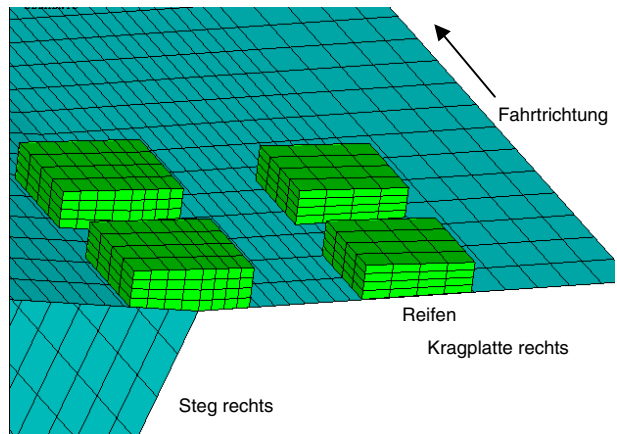 Fahrtrichtung
Reifen
Kragplatte rechts
Steg rechts